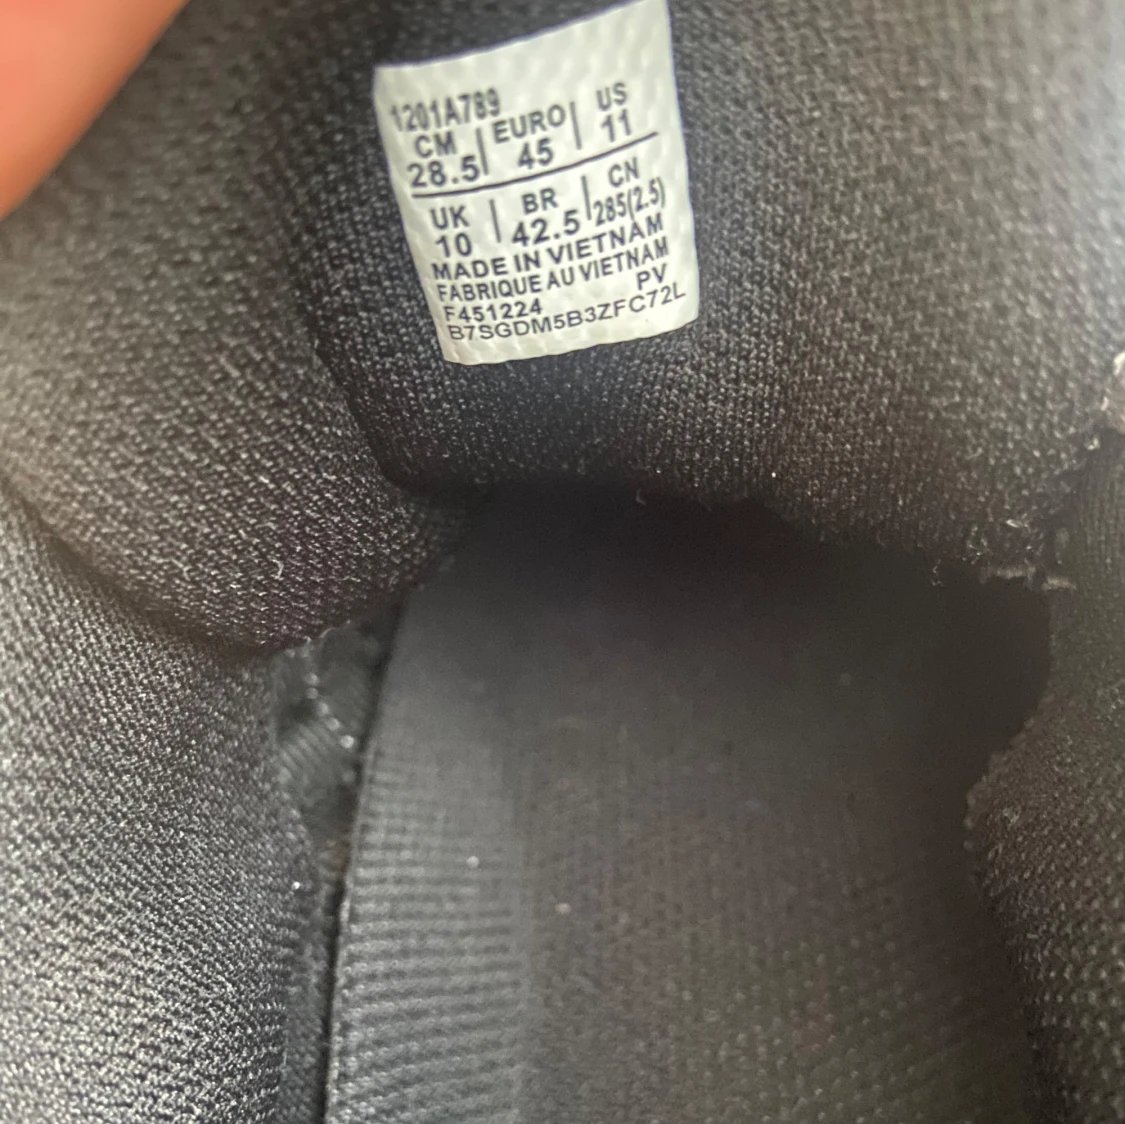 1201A789
CM | EURO | US
28.5 | 45 | 11
UK | BR | CN
10 | 42.5 | 285(2.5)
MADE IN VIETNAM
FABRIQUE AU VIETNAM
F451224 PV
B7SGDM5B3ZFC72L